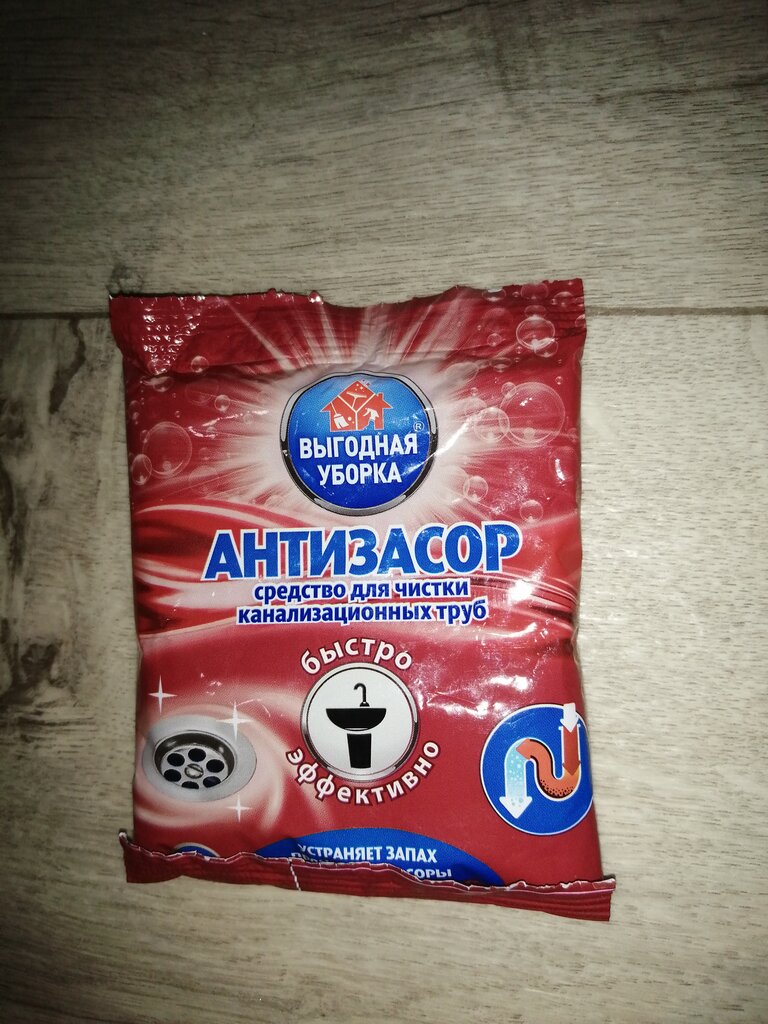 ВЫГОДНАЯ
УБОРКА
®
АНТИЗАСОР
средство для чистки
канализационных труб
быстро
эффективно
УСТРАНЯЕТ ЗАПАХ